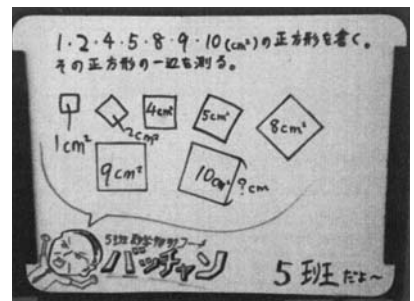 1・2・4・5・8・9・10(cm²)の正方形を書く。
その正方形の一辺を測る。
1cm²
2cm²
4cm²
5cm²
8cm²
9cm²
10cm²
?cm
5班
バッチャン
5班だよ〜